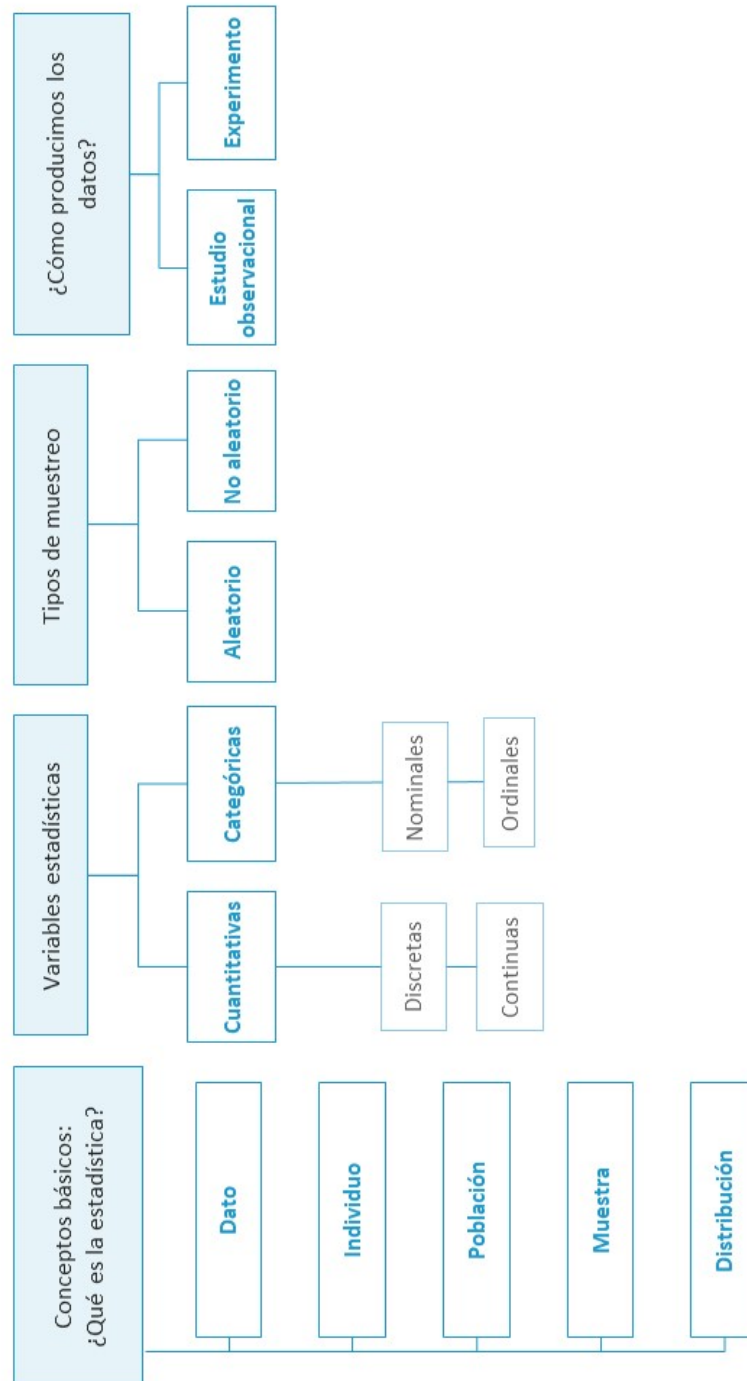 Conceptos básicos:
¿Qué es la estadística?
Dato
Individuo
Población
Muestra
Distribución
Variables estadísticas
Cuantitativas
Discretas
Continuas
Categóricas
Nominales
Ordinales
Tipos de muestreo
Aleatorio
No aleatorio
¿Cómo producimos los
datos?
Estudio
observacional
Experimento